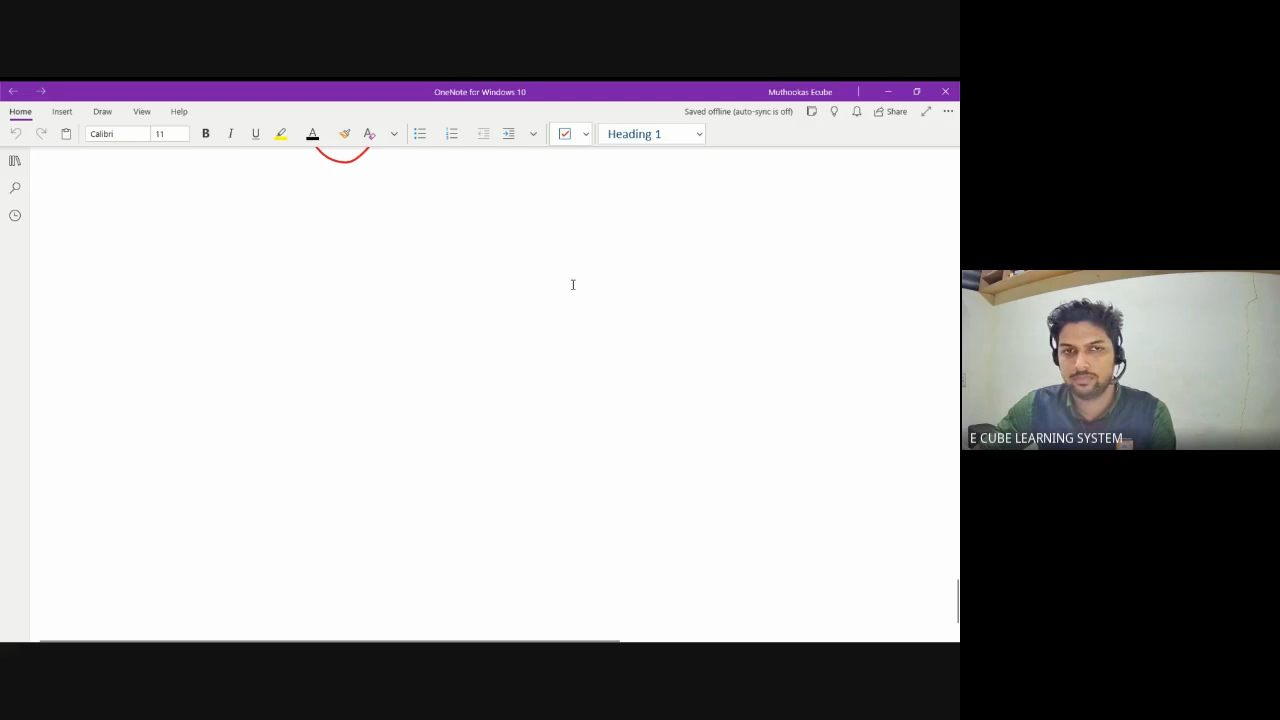 OneNote for Windows 10
Muthookas Ecube
Home Insert Draw View Help
Saved offline (auto-sync is off)
Share
Calibri 11 B I U A A Heading 1
E CUBE LEARNING SYSTEM